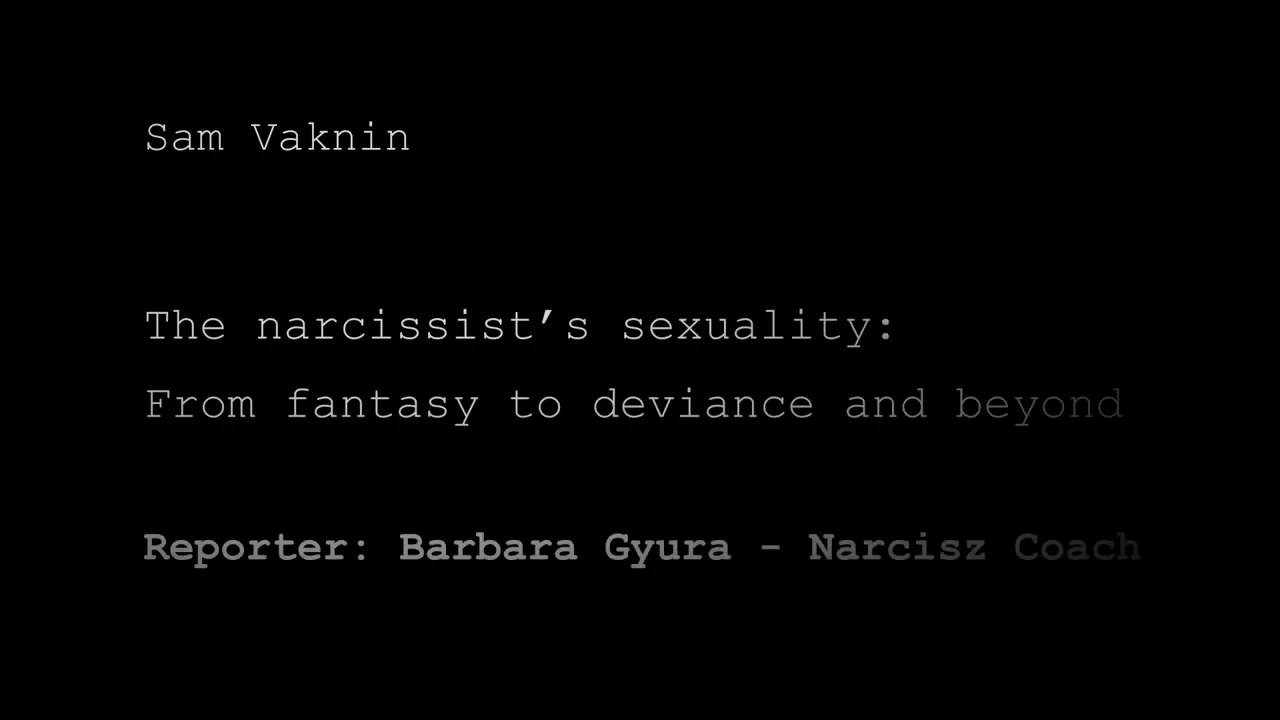 Sam Vaknin
The narcissist’s sexuality:
From fantasy to deviance and beyond
Reporter: Barbara Gyura - Narcisz Coach